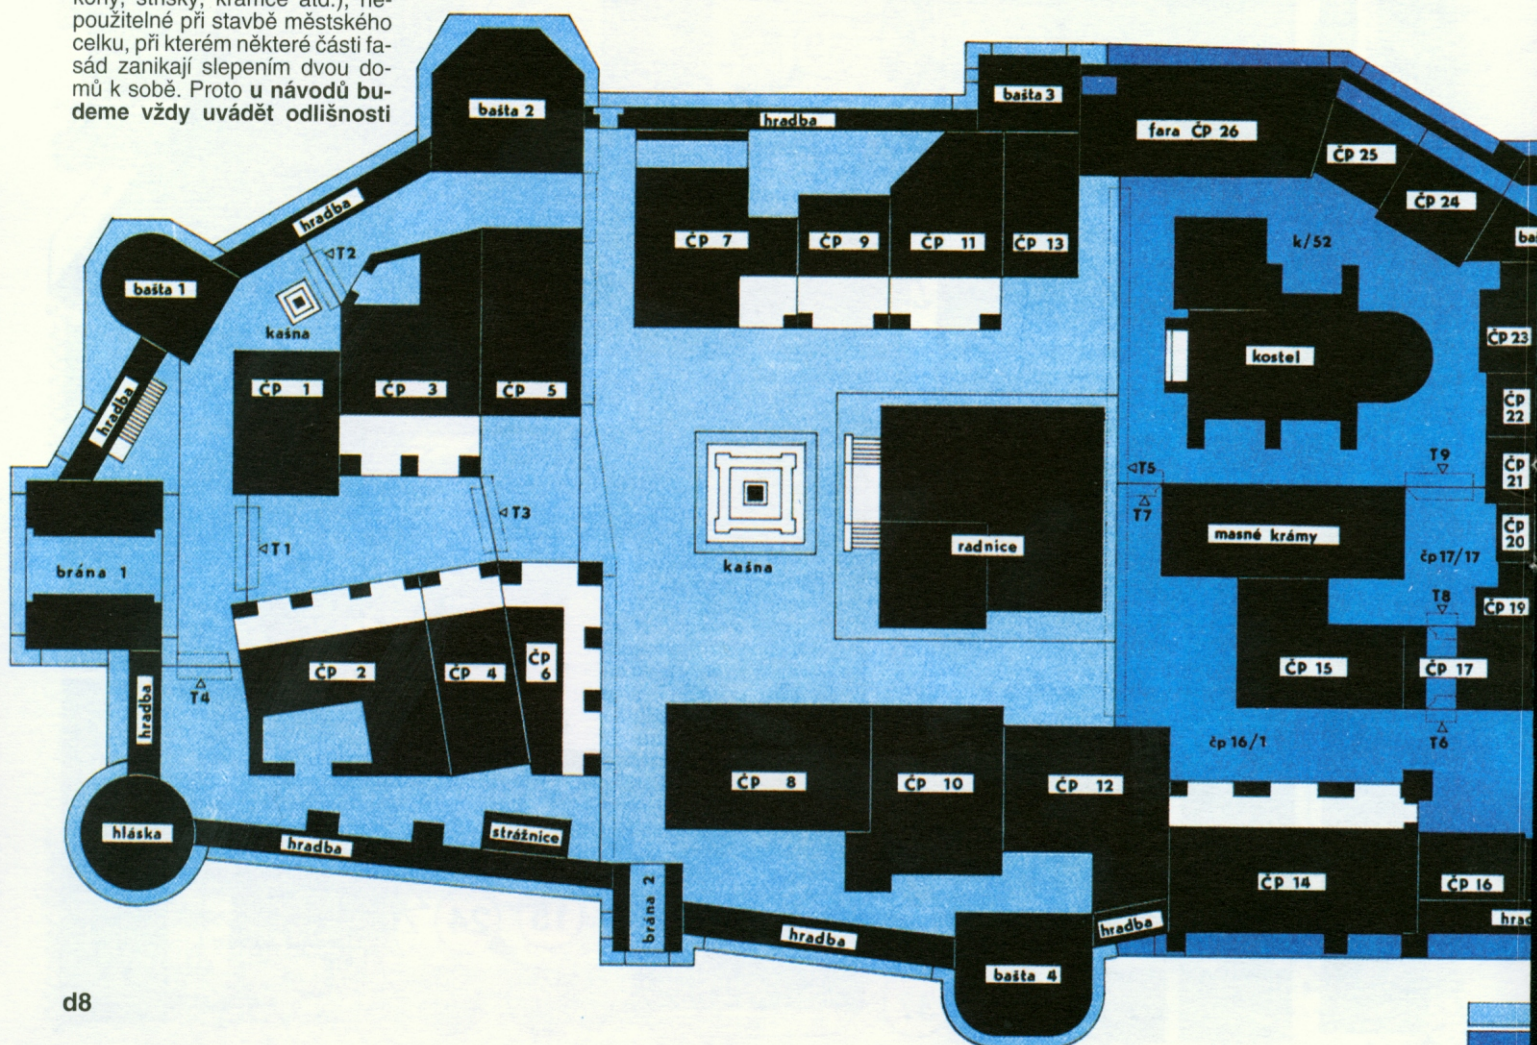 použitelné při stavbě městského
celku, při kterém některé části fa-
sád zanikají slepením dvou do-
mů k sobě. Proto u návodů bu-
deme vždy uvádět odlišnosti
bašta 2
hradba
bašta 3
fara ČP 26
ČP 25
ČP 24
hradba
T2
ČP 7
ČP 9
ČP 11
ČP 13
k/52
bašta 1
kašna
ČP 23
kostel
ČP 1
ČP 3
ČP 5
hradba
ČP
22
T5
T9
ČP
21
T7
T3
T1
masné krámy
ČP
20
radnice
brána 1
kašna
čp 17/17
T8
ČP 19
ČP 2
ČP 4
ČP
6
ČP 15
ČP 17
T4
hradba
čp 16/1
T6
ČP 8
ČP 10
ČP 12
hláska
hradba
strážnice
ČP 14
ČP 16
brána 2
hradba
hradba
bašta 4
d8